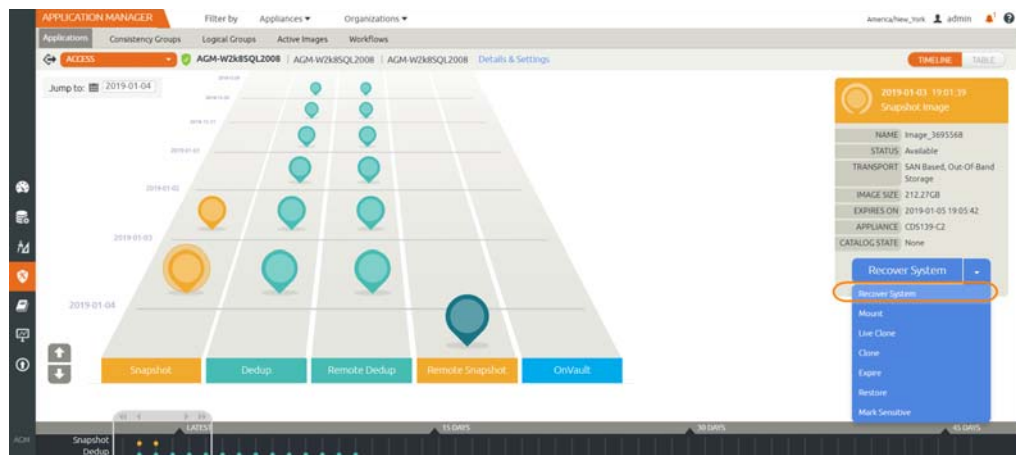 APPLICATION MANAGER
Filter by Appliances Organizations
America/New_York admin
Applications Consistency Groups Logical Groups Active Images Workflows
ACCESS
AGM-W2k8SQL2008 | AGM-W2k8SQL2008 | AGM-W2k8SQL2008 Details & Settings
TIMELINE TABLE
Jump to: 2019-01-04
2019-01-02
2019-01-03
2019-01-04
Snapshot Dedup Remote Dedup Remote Snapshot OnVault
2019-01-03 19:01:39
Snapshot Image
NAME Image_3695568
STATUS Available
TRANSPORT SAN Based, Out-Of-Band Storage
IMAGE SIZE 212.27GB
EXPIRES ON 2019-01-05 19:05:42
APPLIANCE CDS139-C2
CATALOG STATE None
Recover System
Recover System
Mount
Live Clone
Clone
Expire
Restore
Mark Sensitive
LATEST 15 DAYS 30 DAYS 45 DAYS
AGM
Snapshot
Dedup